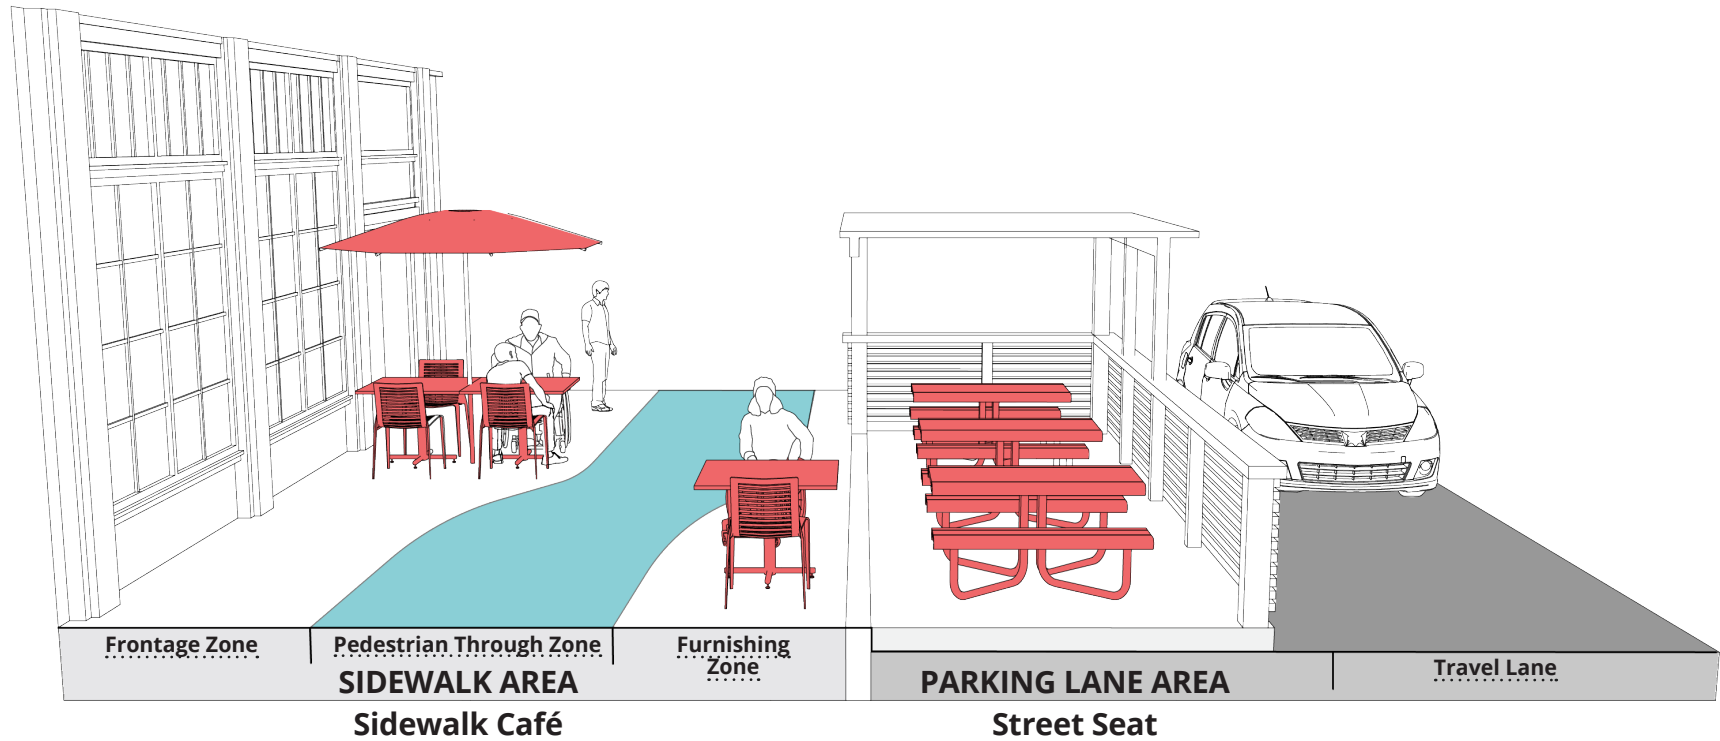 Frontage Zone
Pedestrian Through Zone
Furnishing
Zone
SIDEWALK AREA
Sidewalk Café
PARKING LANE AREA
Travel Lane
Street Seat